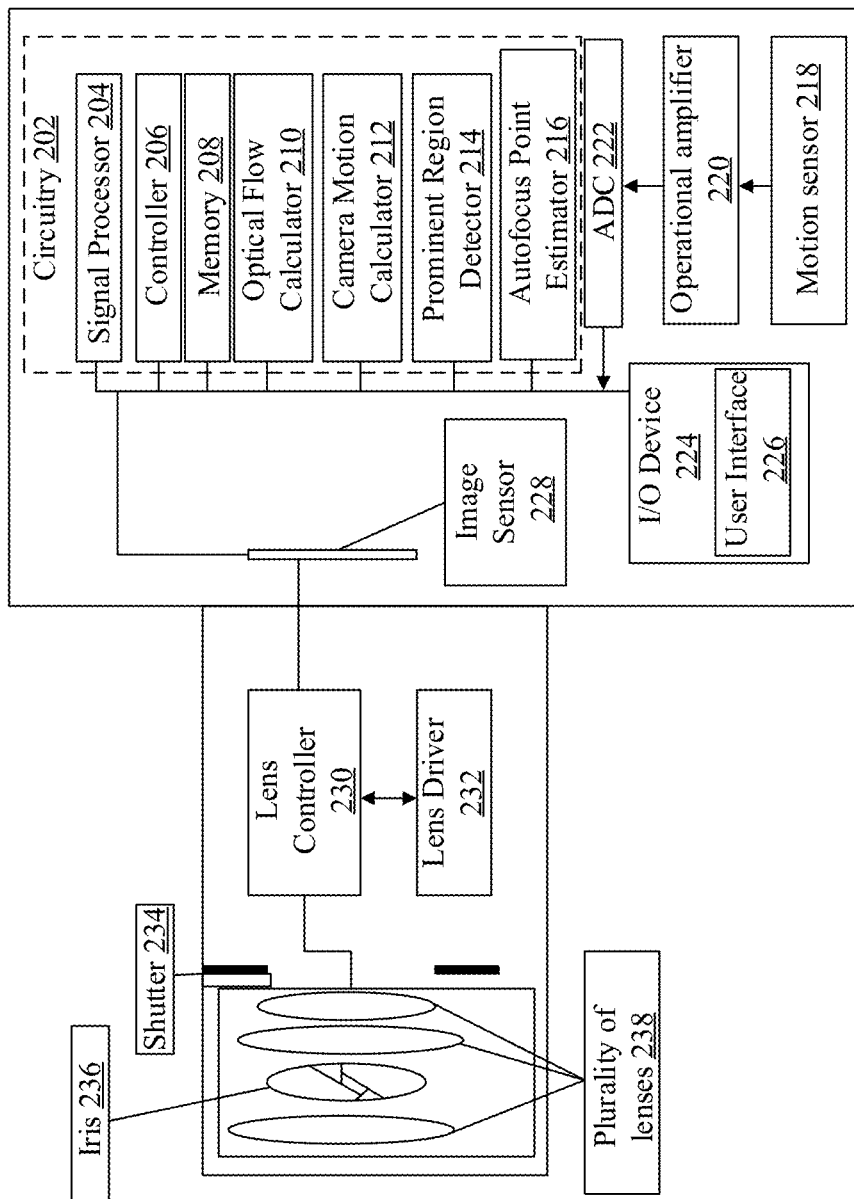 Circuitry 202
Signal Processor 204
Controller 206
Memory 208
Optical Flow
Calculator 210
Camera Motion
Calculator 212
Prominent Region
Detector 214
Autofocus Point
Estimator 216
ADC 222
Operational amplifier
220
Motion sensor 218
I/O Device
224
User Interface
226
Image
Sensor
228
Lens
Controller
230
Lens Driver
232
Shutter 234
Iris 236
Plurality of
lenses 238